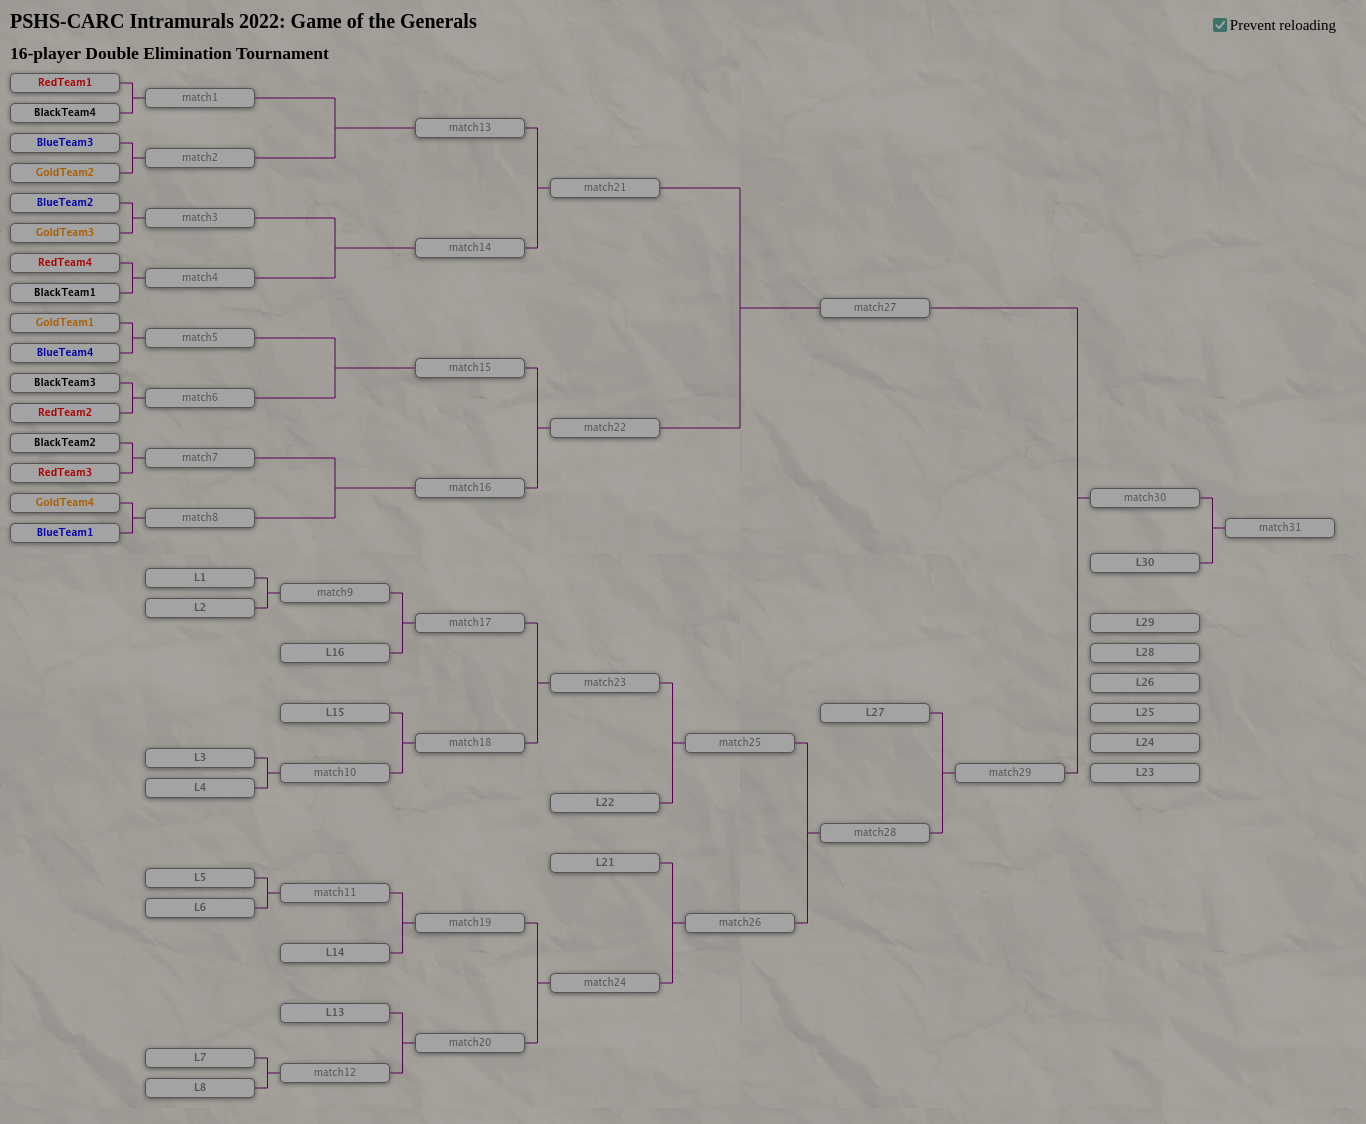 PSHS-CARC Intramurals 2022: Game of the Generals
Prevent reloading
16-player Double Elimination Tournament
RedTeam1
BlackTeam4
BlueTeam3
GoldTeam2
BlueTeam2
GoldTeam3
RedTeam4
BlackTeam1
GoldTeam1
BlueTeam4
BlackTeam3
RedTeam2
BlackTeam2
RedTeam3
GoldTeam4
BlueTeam1
match1
match2
match3
match4
match5
match6
match7
match8
match13
match14
match15
match16
match21
match22
match27
match30
L30
match31
L1
L2
L3
L4
L5
L6
L7
L8
match9
L16
L15
match10
match11
L14
L13
match12
match17
match18
match19
match20
match23
L22
L21
match24
match25
match26
L27
match28
match29
L29
L28
L26
L25
L24
L23